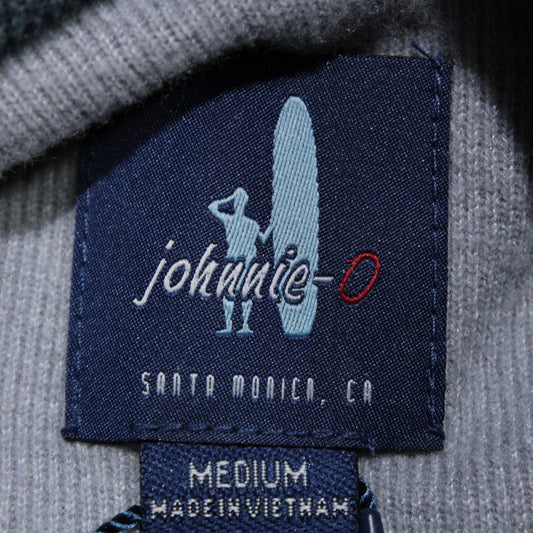 johnnie-O
SANTA MONICA, CA
MEDIUM
MADE IN VIETNAM